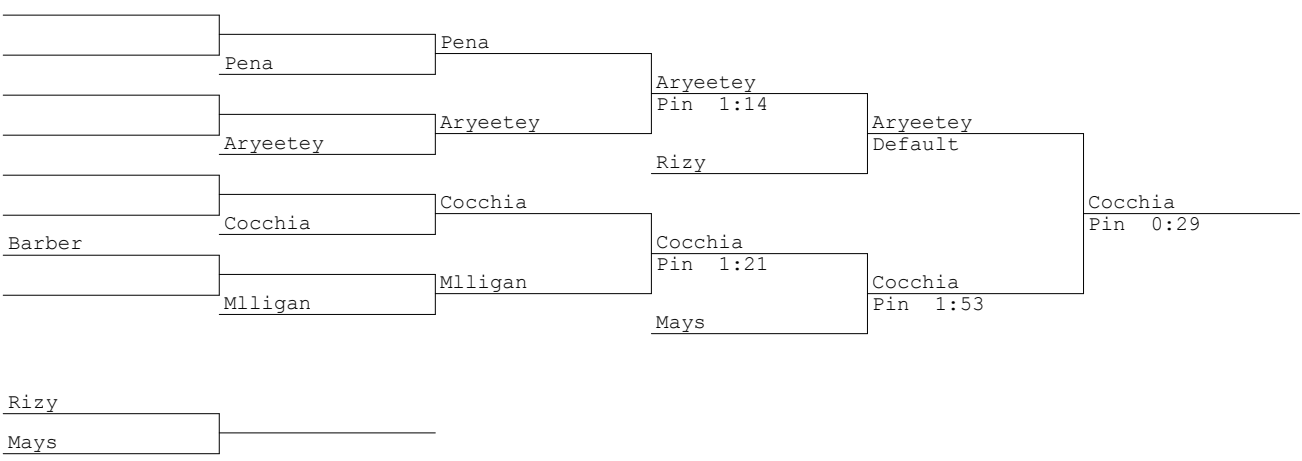 Pena
Pena
Aryeetey
Pin 1:14
Aryeetey
Aryeetey
Aryeetey
Default
Rizy
Cocchia
Cocchia
Cocchia
Pin 0:29
Barber
Cocchia
Pin 1:21
Mlligan
Mlligan
Cocchia
Pin 1:53
Mays
Rizy
Mays